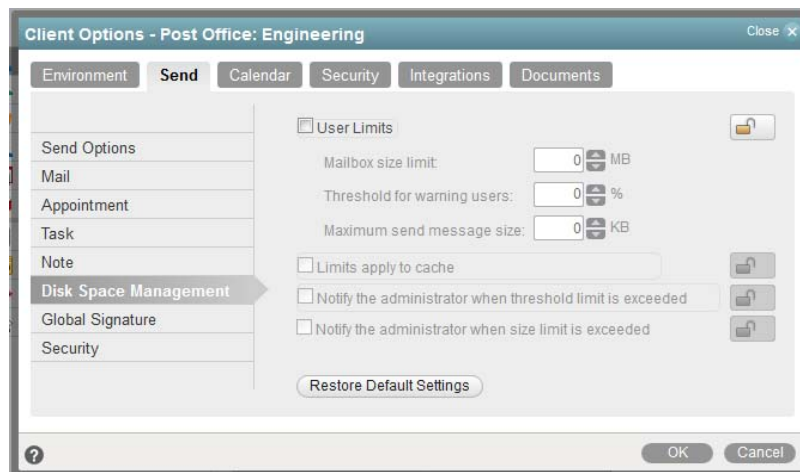 Client Options - Post Office: Engineering
Close ×
Environment Send Calendar Security Integrations Documents
Send Options
Mail
Appointment
Task
Note
Disk Space Management
Global Signature
Security
User Limits
Mailbox size limit: 0 MB
Threshold for warning users: 0 %
Maximum send message size: 0 KB
Limits apply to cache
Notify the administrator when threshold limit is exceeded
Notify the administrator when size limit is exceeded
Restore Default Settings
? OK Cancel